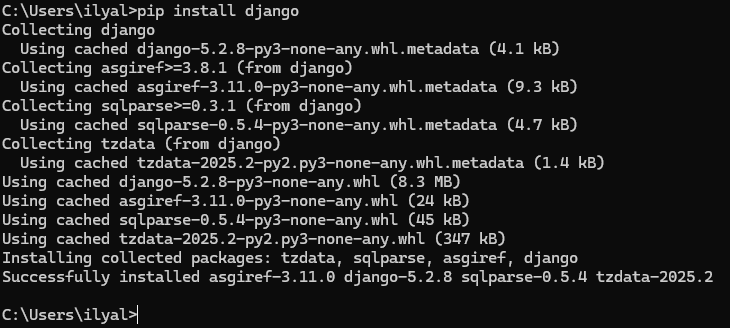 C:\Users\ilyal>pip install django
Collecting django
  Using cached django-5.2.8-py3-none-any.whl.metadata (4.1 kB)
Collecting asgiref>=3.8.1 (from django)
  Using cached asgiref-3.11.0-py3-none-any.whl.metadata (9.3 kB)
Collecting sqlparse>=0.3.1 (from django)
  Using cached sqlparse-0.5.4-py3-none-any.whl.metadata (4.7 kB)
Collecting tzdata (from django)
  Using cached tzdata-2025.2-py2.py3-none-any.whl.metadata (1.4 kB)
Using cached django-5.2.8-py3-none-any.whl (8.3 MB)
Using cached asgiref-3.11.0-py3-none-any.whl (24 kB)
Using cached sqlparse-0.5.4-py3-none-any.whl (45 kB)
Using cached tzdata-2025.2-py2.py3-none-any.whl (347 kB)
Installing collected packages: tzdata, sqlparse, asgiref, django
Successfully installed asgiref-3.11.0 django-5.2.8 sqlparse-0.5.4 tzdata-2025.2
C:\Users\ilyal>